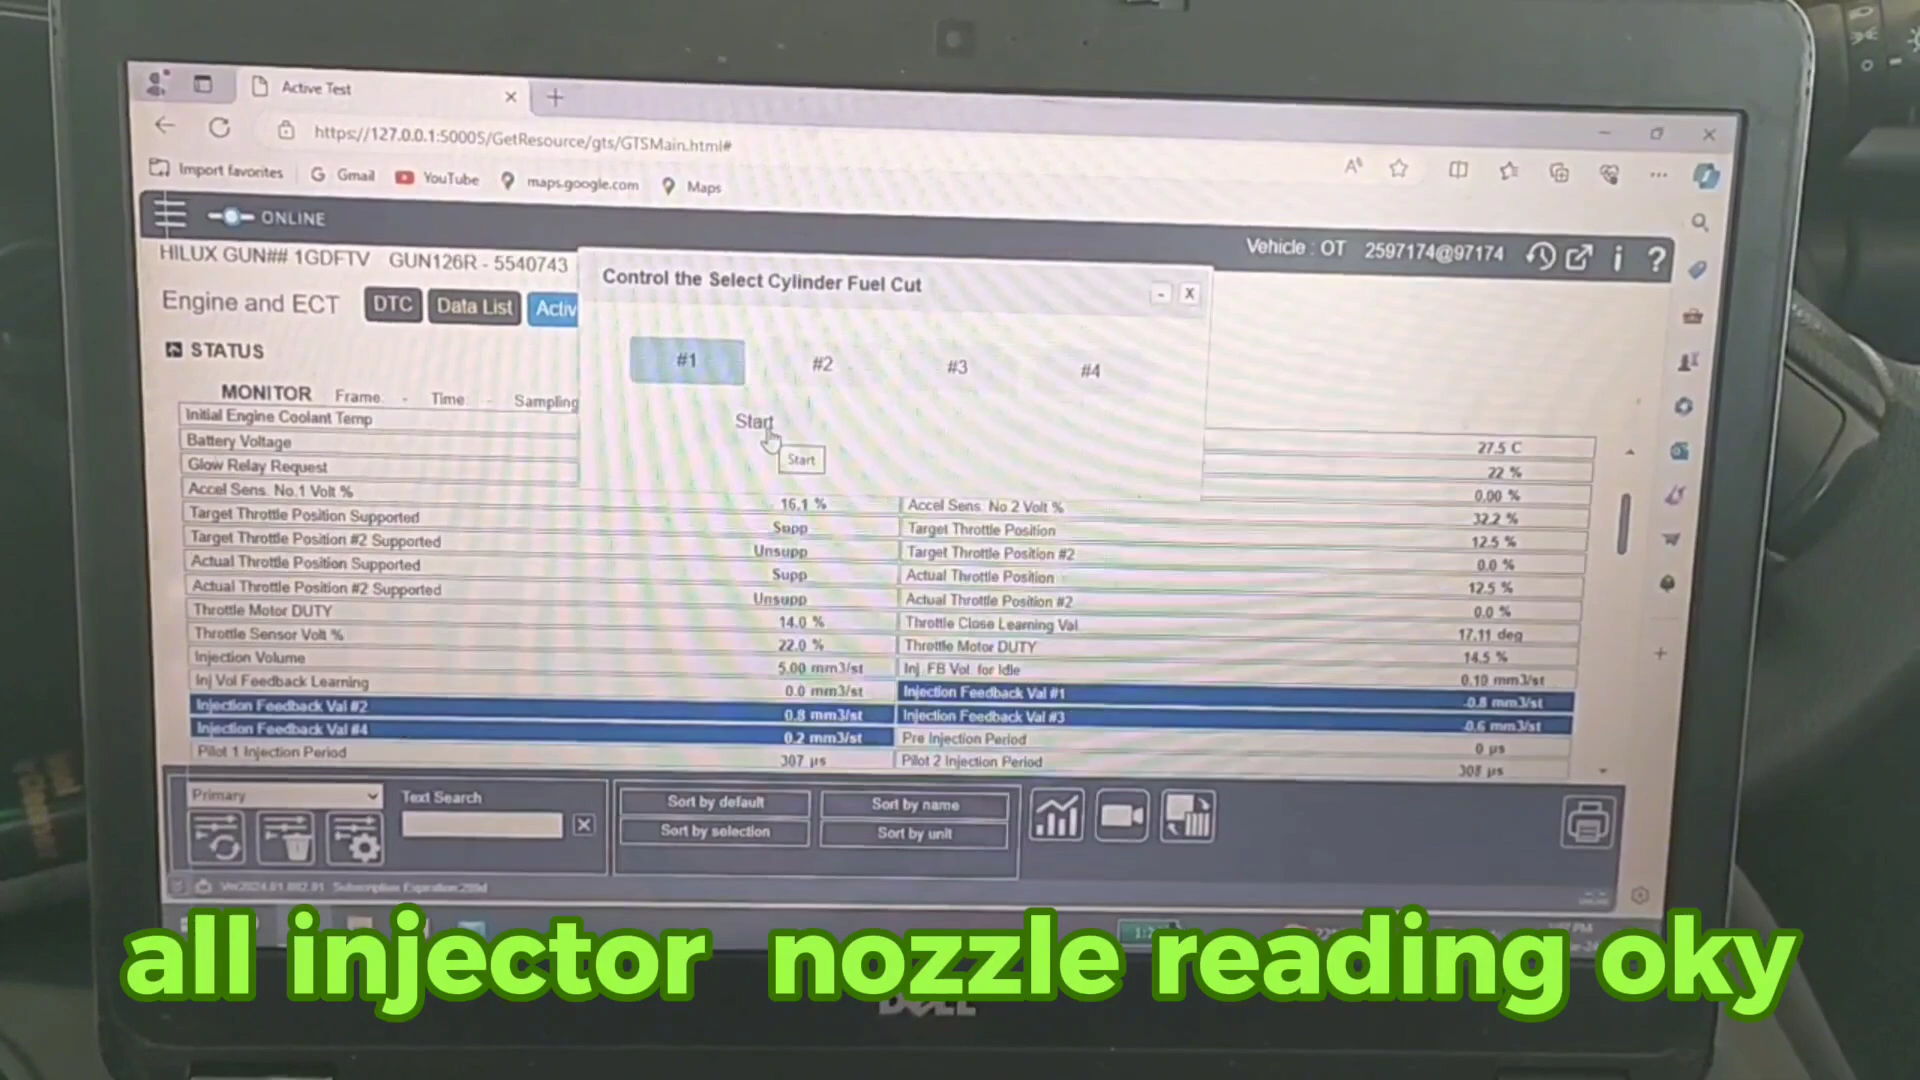 Active Test
https://127.0.0.1:50005/GetResource/gts/GTSMain.html#
Import favorites Gmail YouTube maps.google.com Maps
ONLINE
HILUX GUN## 1GDFTV GUN126R - 5540743
Vehicle : OT 2597174@97174
Engine and ECT DTC Data List Activ
Control the Select Cylinder Fuel Cut
- X
#1 #2 #3 #4
Start
Start
STATUS
MONITOR Frame: - Time: - Sampling
Initial Engine Coolant Temp 27.5 C
Battery Voltage 22 %
Glow Relay Request 0.00 %
Accel Sens. No.1 Volt % 16.1 % Accel Sens. No.2 Volt % 32.2 %
Target Throttle Position Supported Supp Target Throttle Position 12.5 %
Target Throttle Position #2 Supported Unsupp Target Throttle Position #2 0.0 %
Actual Throttle Position Supported Supp Actual Throttle Position 12.5 %
Actual Throttle Position #2 Supported Unsupp Actual Throttle Position #2 0.0 %
Throttle Motor DUTY 14.0 % Throttle Close Learning Val 17.11 deg
Throttle Sensor Volt % 22.0 % Throttle Motor DUTY 14.5 %
Injection Volume 5.00 mm3/st Inj. FB Vol. for Idle 0.10 mm3/st
Inj Vol Feedback Learning 0.0 mm3/st Injection Feedback Val #1 -0.8 mm3/st
Injection Feedback Val #2 0.8 mm3/st Injection Feedback Val #3 -0.6 mm3/st
Injection Feedback Val #4 0.2 mm3/st Pre Injection Period 0 µs
Pilot 1 Injection Period 307 µs Pilot 2 Injection Period 308 µs
Primary Text Search
Sort by default Sort by name
Sort by selection Sort by unit
Ver2024.01.002.01 Subscription Expiration:
all injector nozzle reading oky
DELL